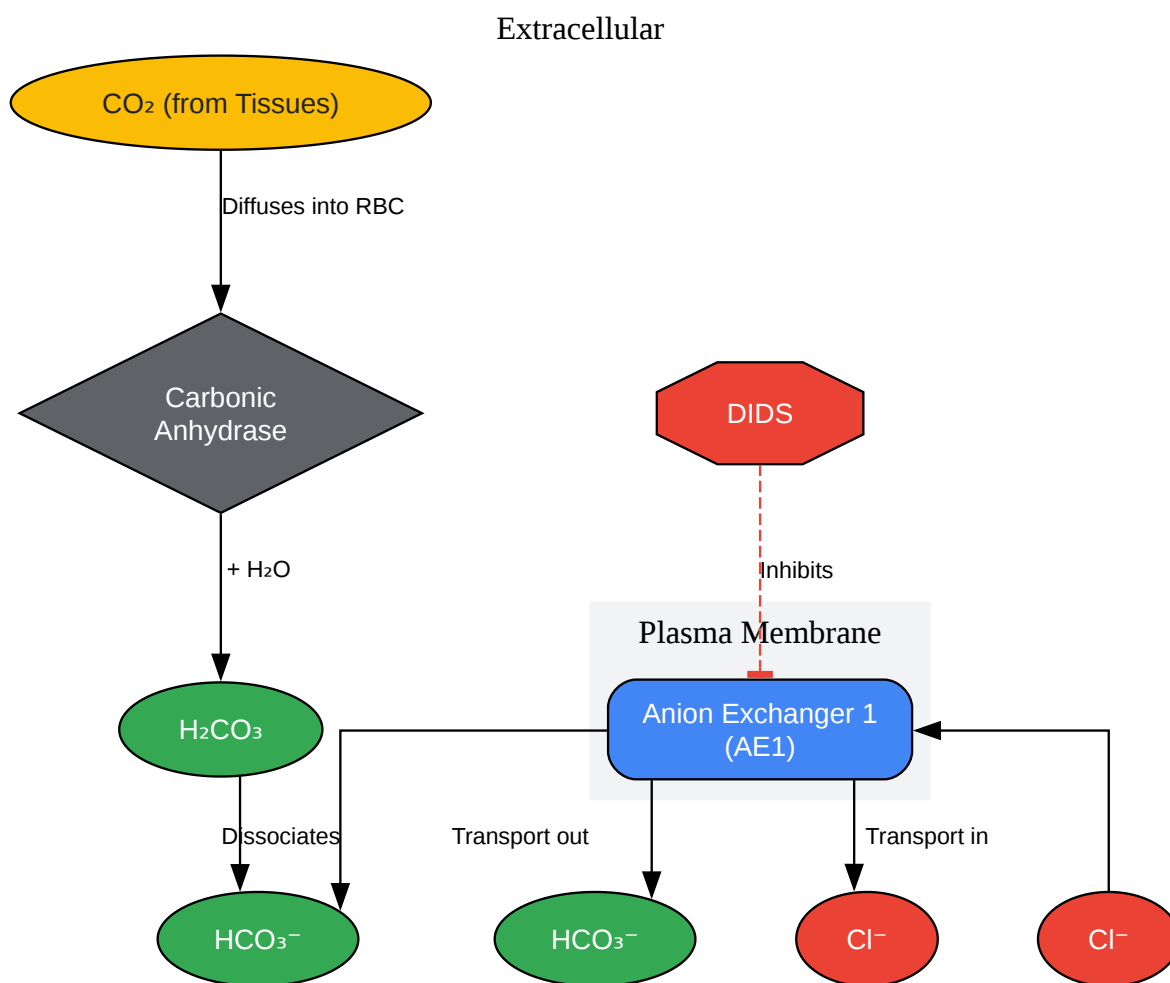 Extracellular
CO₂ (from Tissues)
Diffuses into RBC
Carbonic
Anhydrase
DIDS
+ H₂O
Inhibits
Plasma Membrane
H₂CO₃
Anion Exchanger 1
(AE1)
Dissociates
Transport out
Transport in
HCO₃⁻
HCO₃⁻
Cl⁻
Cl⁻